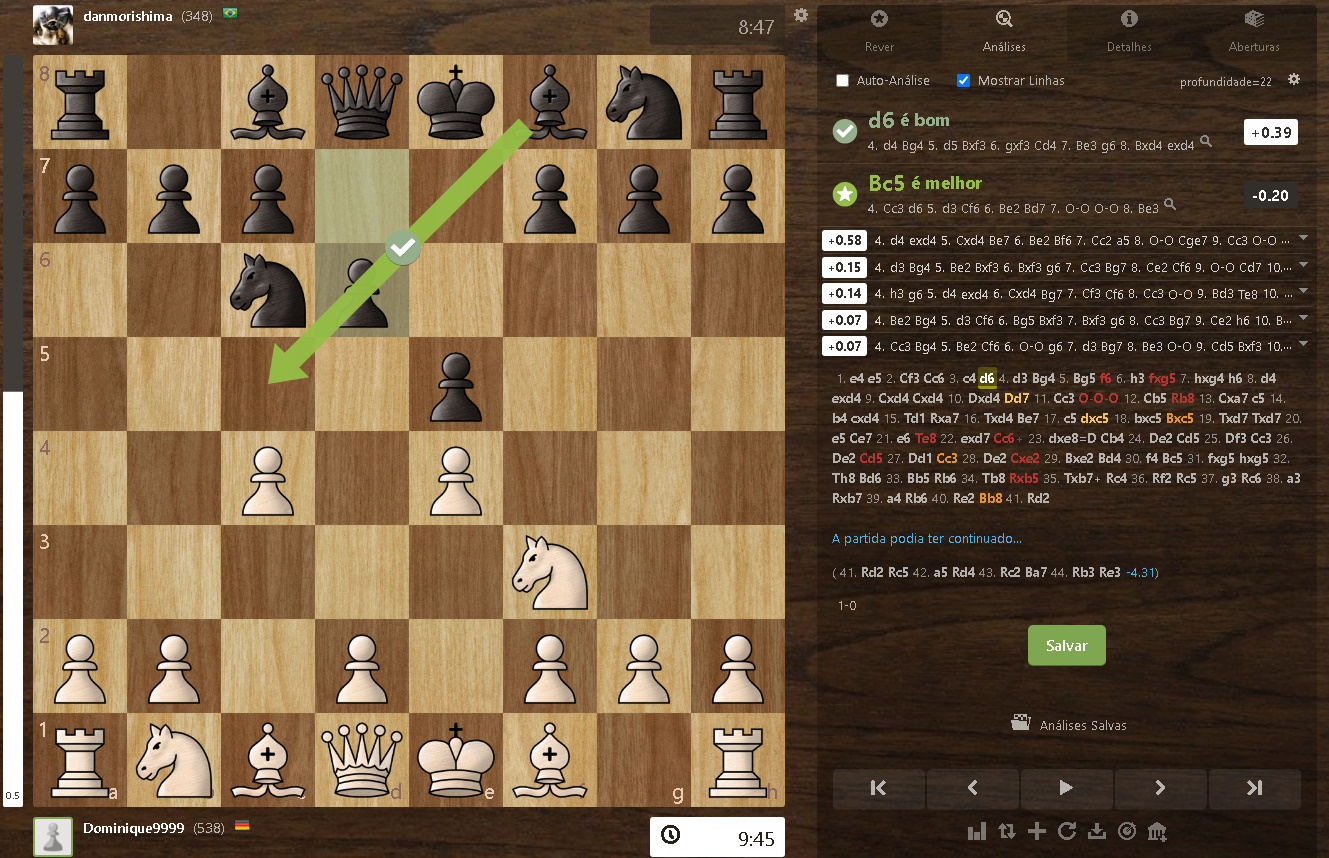 danmorishima (348)
8:47
Rever Análises Detalhes Aberturas
Auto-Análise Mostrar Linhas profundidade=22
d6 é bom +0.39
4. d4 Bg4 5. d5 Bxf3 6. gxf3 Cd4 7. Be3 g6 8. Bxd4 exd4
Bc5 é melhor -0.20
4. Cc3 d6 5. d3 Cf6 6. Be2 Bd7 7. O-O O-O 8. Be3
+0.58 4. d4 exd4 5. Cxd4 Be7 6. Be2 Bf6 7. Cc2 a5 8. O-O Cge7 9. Cc3 O-O ...
+0.15 4. d3 Bg4 5. Be2 Bxf3 6. Bxf3 g6 7. Cc3 Bg7 8. Ce2 Cf6 9. O-O Cd7 10....
+0.14 4. h3 g6 5. d4 exd4 6. Cxd4 Bg7 7. Cf3 Cf6 8. Cc3 O-O 9. Bd3 Te8 10. ...
+0.07 4. Be2 Bg4 5. d3 Cf6 6. Bg5 Bxf3 7. Bxf3 g6 8. Cc3 Bg7 9. Ce2 h6 10. B...
+0.07 4. Cc3 Bg4 5. Be2 Cf6 6. O-O g6 7. d3 Bg7 8. Be3 O-O 9. Cd5 Bxf3 10....
1. e4 e5 2. Cf3 Cc6 3. c4 d6 4. d3 Bg4 5. Bg5 f6 6. h3 fxg5 7. hxg4 h6 8. d4
exd4 9. Cxd4 Cxd4 10. Dxd4 Dd7 11. Cc3 O-O-O 12. Cb5 Rb8 13. Cxa7 c5 14.
b4 cxd4 15. Td1 Rxa7 16. Txd4 Be7 17. c5 dxc5 18. bxc5 Bxc5 19. Txd7 Txd7 20.
e5 Ce7 21. e6 Te8 22. exd7 Cc6+ 23. dxe8=D Cb4 24. De2 Cd5 25. Df3 Cc3 26.
De2 Cd5 27. Dd1 Cc3 28. De2 Cxe2 29. Bxe2 Bd4 30. f4 Bc5 31. fxg5 hxg5 32.
Th8 Bd6 33. Bb5 Rb6 34. Tb8 Rxb5 35. Txb7+ Rc4 36. Rf2 Rc5 37. g3 Rc6 38. a3
Rxb7 39. a4 Rb6 40. Re2 Bb8 41. Rd2
A partida podia ter continuado...
( 41. Rd2 Rc5 42. a5 Rd4 43. Rc2 Ba7 44. Rb3 Re3 -4.31)
1-0
Salvar
Análises Salvas
8
7
6
5
4
3
2
1
a d e g h
0.5
Dominique9999 (538)
9:45